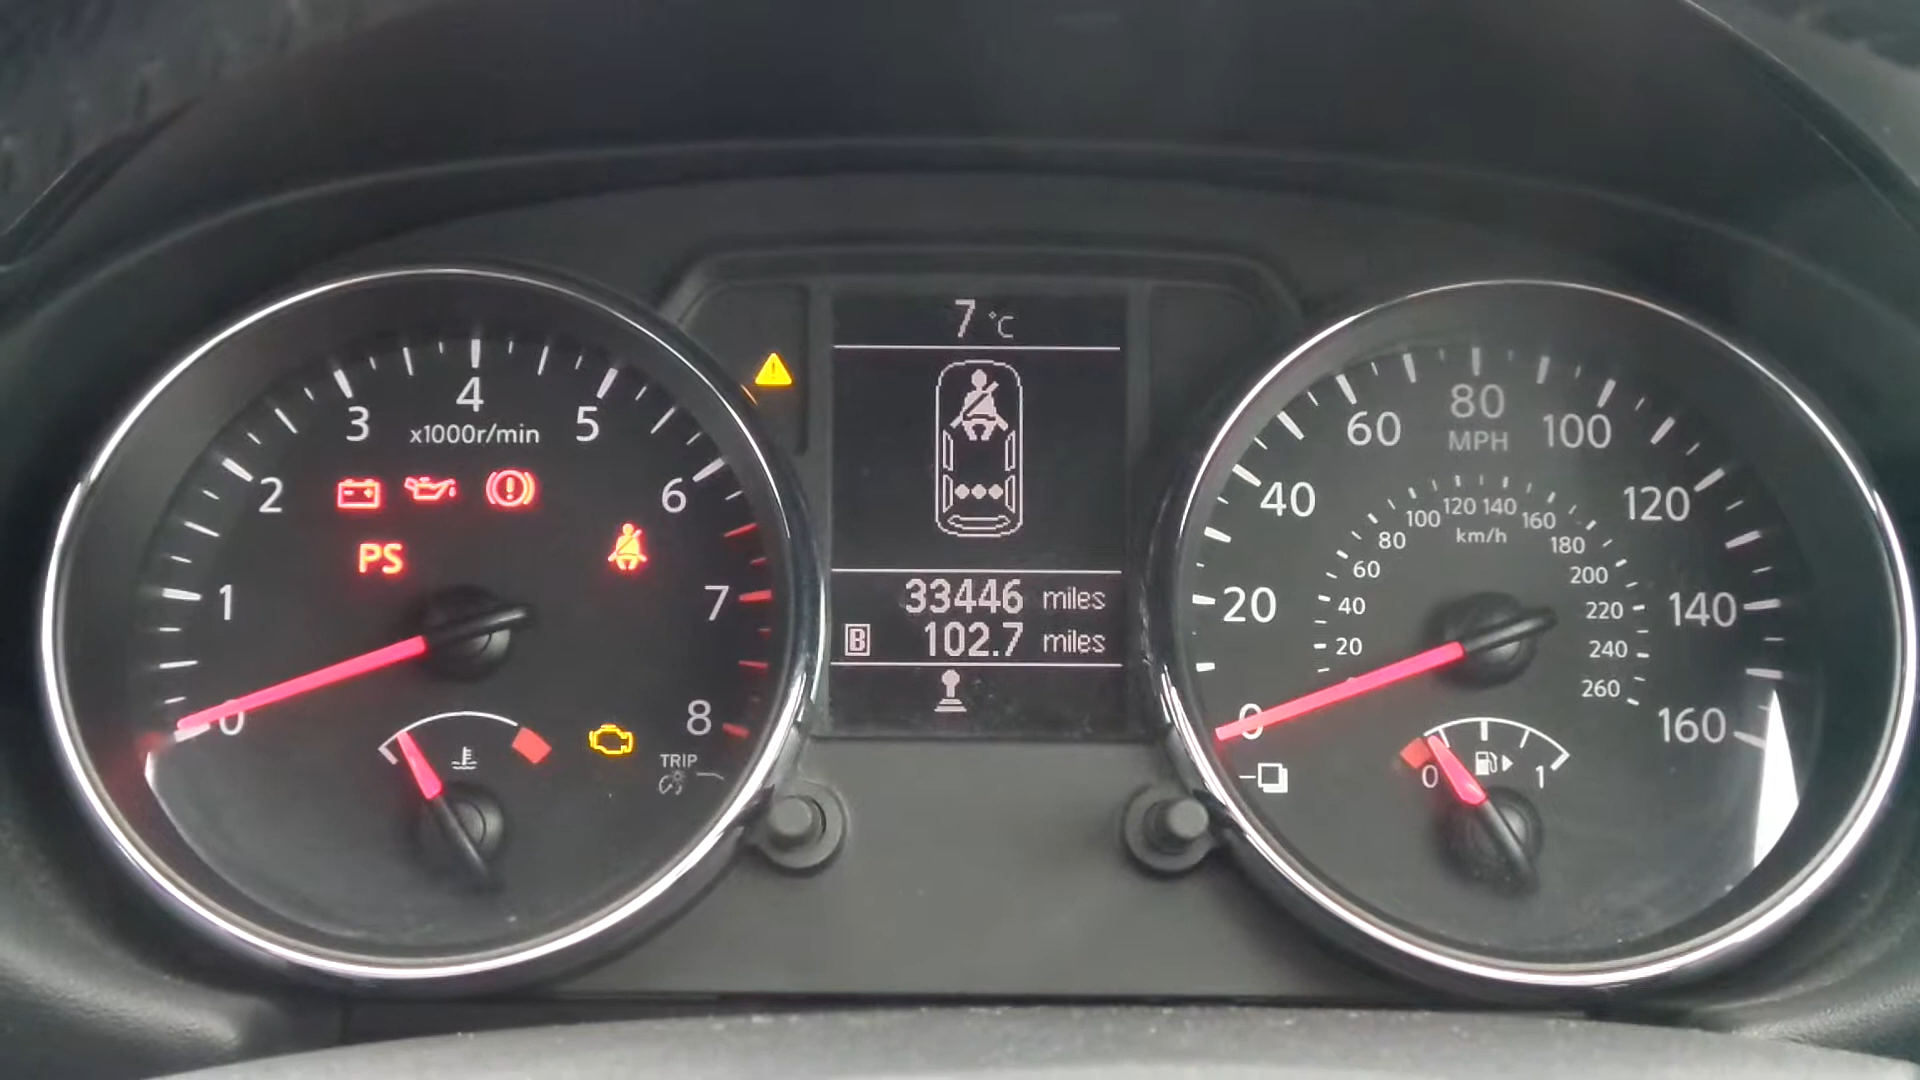 7 °C
33446 miles
B 102.7 miles
0 1 2 3 4 5 6 7 8
x1000r/min
PS
TRIP
0 20 40 60 80 100 120 140 160
MPH
20 40 60 80 100 120 140 160 180 200 220 240 260
km/h
0 1